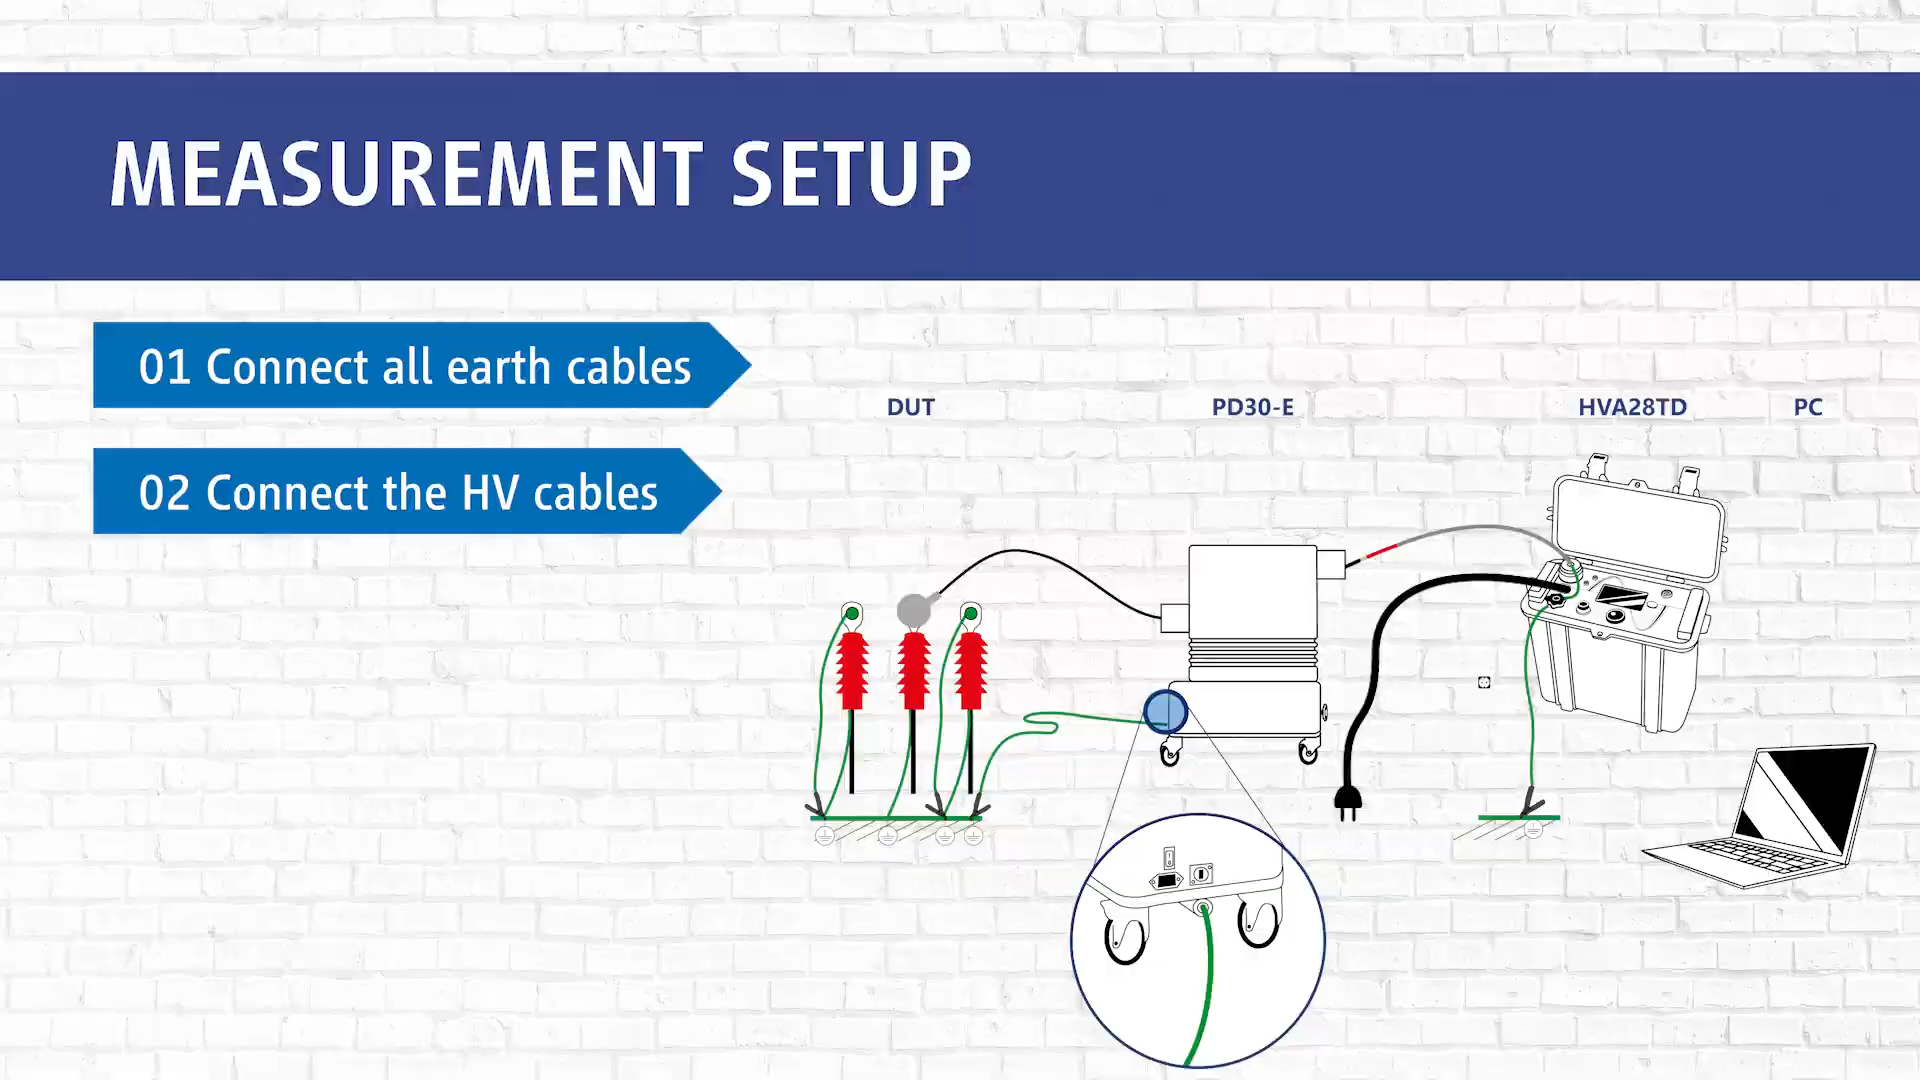 MEASUREMENT SETUP
01 Connect all earth cables
02 Connect the HV cables
DUT
PD30-E
HVA28TD
PC